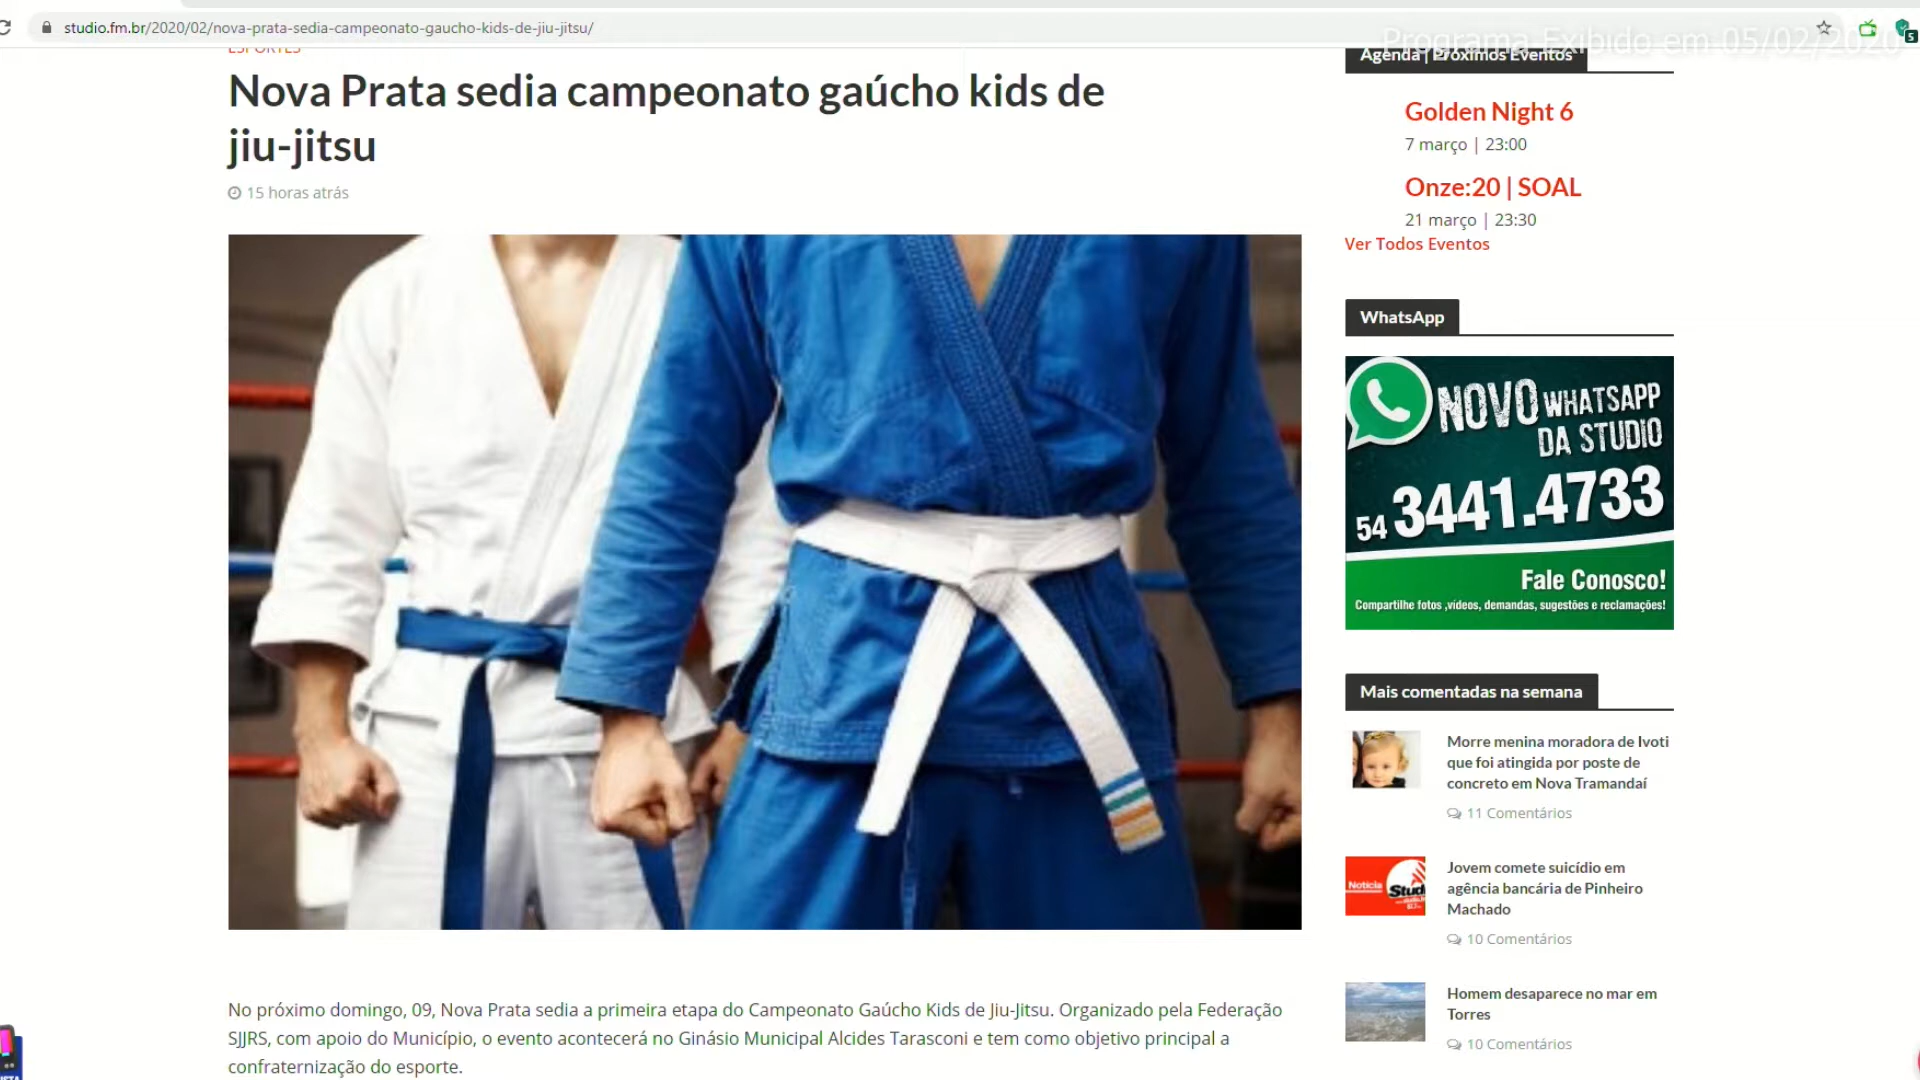 studio.fm.br/2020/02/nova-prata-sedia-campeonato-gaucho-kids-de-jiu-jitsu/
Programa Exibido em 05/02/2020
5
ESPORTES
Nova Prata sedia campeonato gaúcho kids de
jiu-jitsu
15 horas atrás
No próximo domingo, 09, Nova Prata sedia a primeira etapa do Campeonato Gaúcho Kids de Jiu-Jitsu. Organizado pela Federação
SJJRS, com apoio do Município, o evento acontecerá no Ginásio Municipal Alcides Tarasconi e tem como objetivo principal a
confraternização do esporte.
Agenda | Próximos Eventos
Golden Night 6
7 março | 23:00
Onze:20 | SOAL
21 março | 23:30
Ver Todos Eventos
WhatsApp
NOVO WHATSAPP
DA STUDIO
54 3441.4733
Fale Conosco!
Compartilhe fotos ,vídeos, demandas, sugestões e reclamações!
Mais comentadas na semana
Morre menina moradora de Ivoti
que foi atingida por poste de
concreto em Nova Tramandaí
11 Comentários
Notícia
Jovem comete suicídio em
agência bancária de Pinheiro
Machado
10 Comentários
Homem desaparece no mar em
Torres
10 Comentários